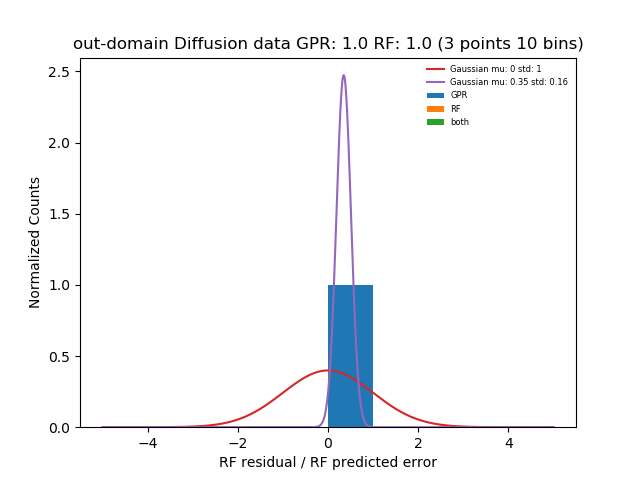 out-domain Diffusion data GPR: 1.0 RF: 1.0 (3 points 10 bins)
Gaussian mu: 0 std: 1
Gaussian mu: 0.35 std: 0.16
GPR
RF
both
Normalized Counts
2.5
2.0
1.5
1.0
0.5
0.0
−4
−2
0
2
4
RF residual / RF predicted error